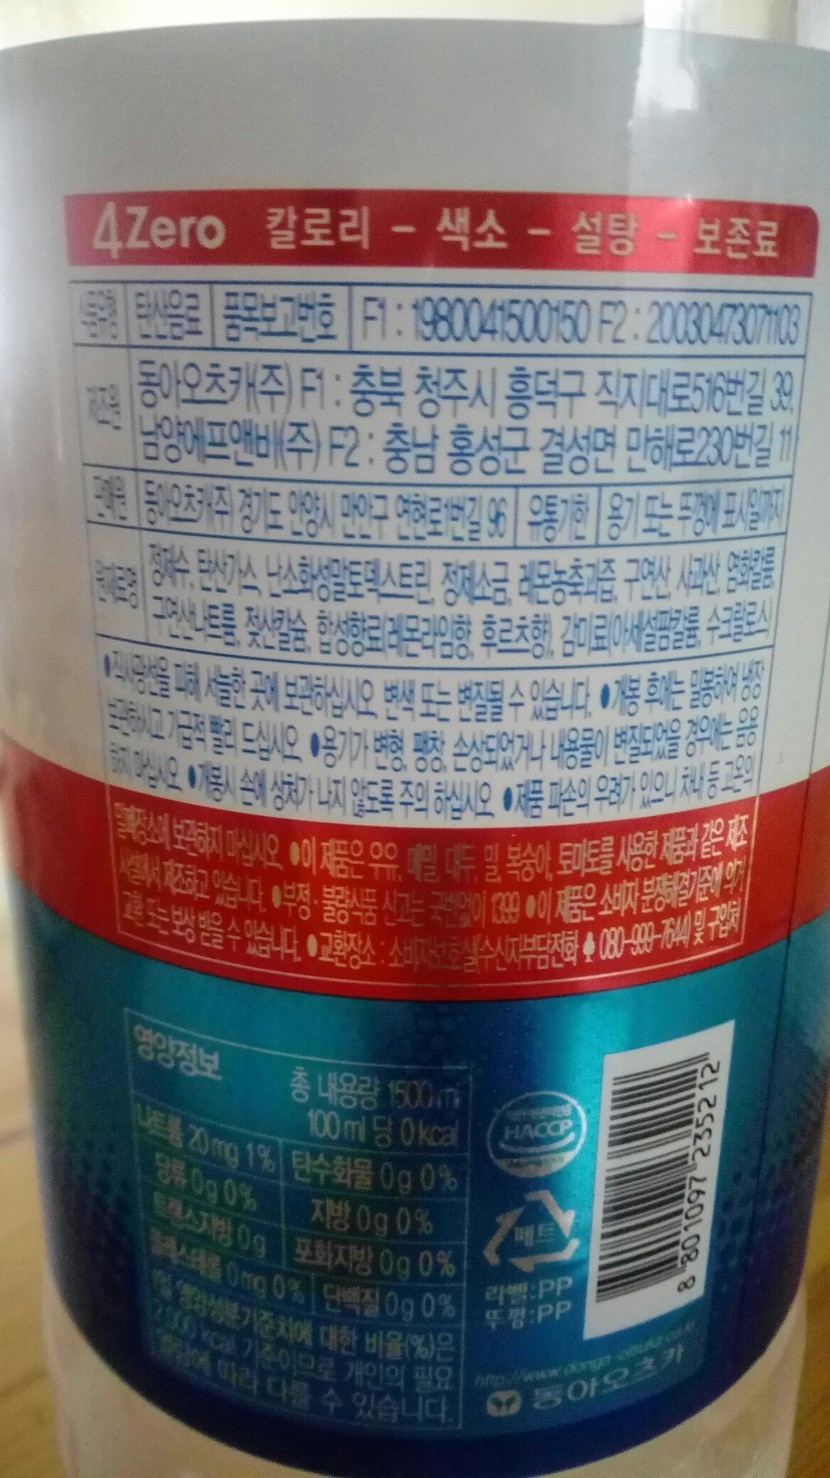 4Zero 칼로리 - 색소 - 설탕 - 보존료
식품유형 탄산음료 품목보고번호 F1 : 1980041500150 F2 : 20030473071103
제조원 동아오츠카(주) F1 : 충북 청주시 흥덕구 직지대로516번길 39,
남양에프앤비(주) F2 : 충남 홍성군 결성면 만해로230번길 11
판매원 동아오츠카(주) 경기도 안양시 만안구 연현로1번길 96 유통기한 용기 또는 뚜껑에 표시일까지
원재료명 정제수, 탄산가스, 난소화성말토덱스트린, 정제소금, 레몬농축과즙, 구연산, 사과산, 염화칼륨,
구연산나트륨, 젖산칼슘, 합성향료(레몬라임향, 후르츠향), 감미료(아세설팜칼륨, 수크랄로스)
●직사광선을 피해 서늘한 곳에 보관하십시오. 변색 또는 변질될 수 있습니다. ●개봉 후에는 밀봉하여 냉장
보관하시고 가급적 빨리 드십시오. ●용기가 변형, 팽창, 손상되었거나 내용물이 변질되었을 경우에는 음용
하지 마십시오. ●개봉시 손에 상처가 나지 않도록 주의 하십시오. ●제품 파손의 우려가 있으니 차내 등 고온의
밀폐장소에 보관하지 마십시오. ●이 제품은 우유, 메밀, 대두, 밀, 복숭아, 토마토를 사용한 제품과 같은 제조
시설에서 제조하고 있습니다. ●부정·불량식품 신고는 국번없이 1399 ●이 제품은 소비자 분쟁해결기준에 의거
교환 또는 보상 받을 수 있습니다. ●교환장소 : 소비자보호실(수신자부담전화 080-999-7644) 및 구입처
영양정보
총 내용량 1500ml
100ml 당 0kcal
나트륨 20mg 1% 탄수화물 0g 0%
당류 0g 0% 지방 0g 0%
트랜스지방 0g 포화지방 0g 0%
콜레스테롤 0mg 0% 단백질 0g 0%
1일 영양성분 기준치에 대한 비율(%)은
2,000 kcal 기준이므로 개인의 필요
열량에 따라 다를 수 있습니다.
HACCP
페트
라벨:PP
뚜껑:PP
8 801097 235212
http://www.donga-otsuka.co.kr
동아오츠카